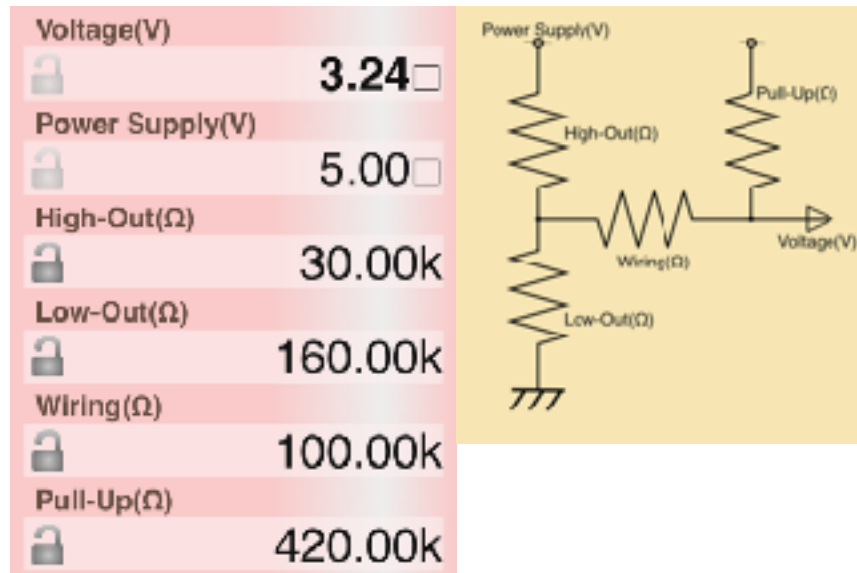 Voltage(V)
3.24□
Power Supply(V)
5.00□
High-Out(Ω)
30.00k
Low-Out(Ω)
160.00k
Wiring(Ω)
100.00k
Pull-Up(Ω)
420.00k
Power Supply(V)
Pull-Up(Ω)
High-Out(Ω)
Voltage(V)
Wiring(Ω)
Low-Out(Ω)